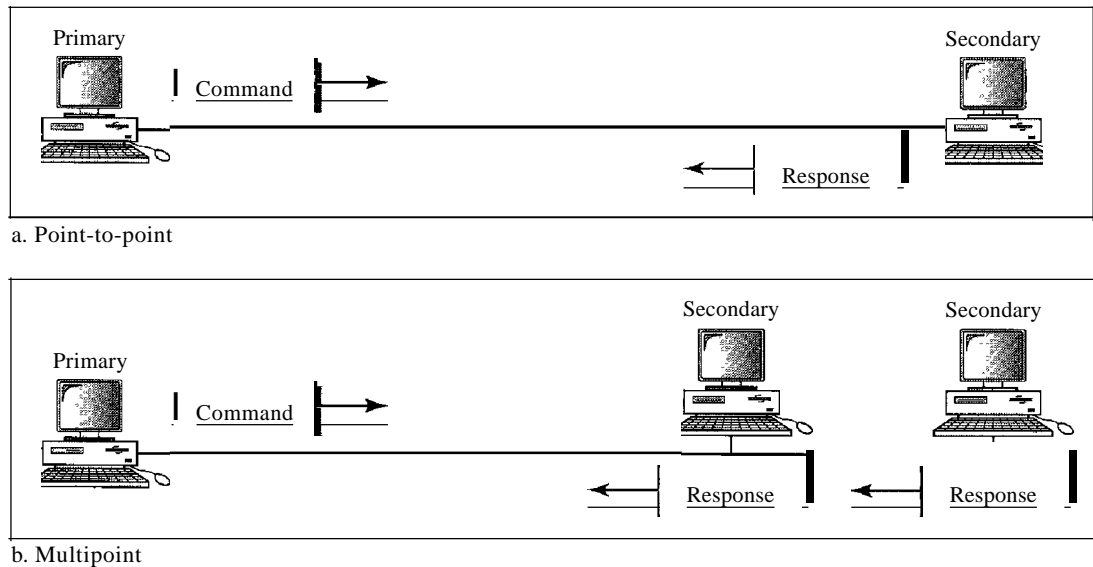 Primary
Secondary
Command
Response
a. Point-to-point
Secondary
Secondary
Primary
Command
Response
Response
b. Multipoint